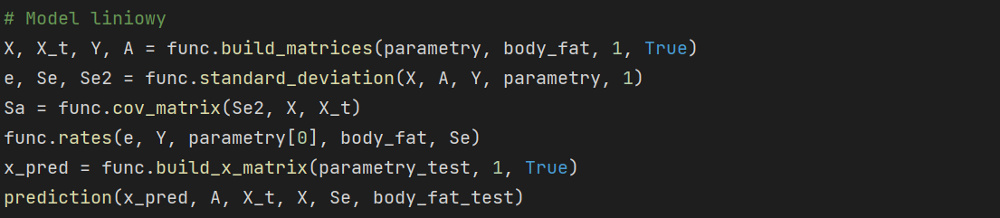 # Model liniowy
X, X_t, Y, A = func.build_matrices(parametry, body_fat, 1, True)
e, Se, Se2 = func.standard_deviation(X, A, Y, parametry, 1)
Sa = func.cov_matrix(Se2, X, X_t)
func.rates(e, Y, parametry[0], body_fat, Se)
x_pred = func.build_x_matrix(parametry_test, 1, True)
prediction(x_pred, A, X_t, X, Se, body_fat_test)